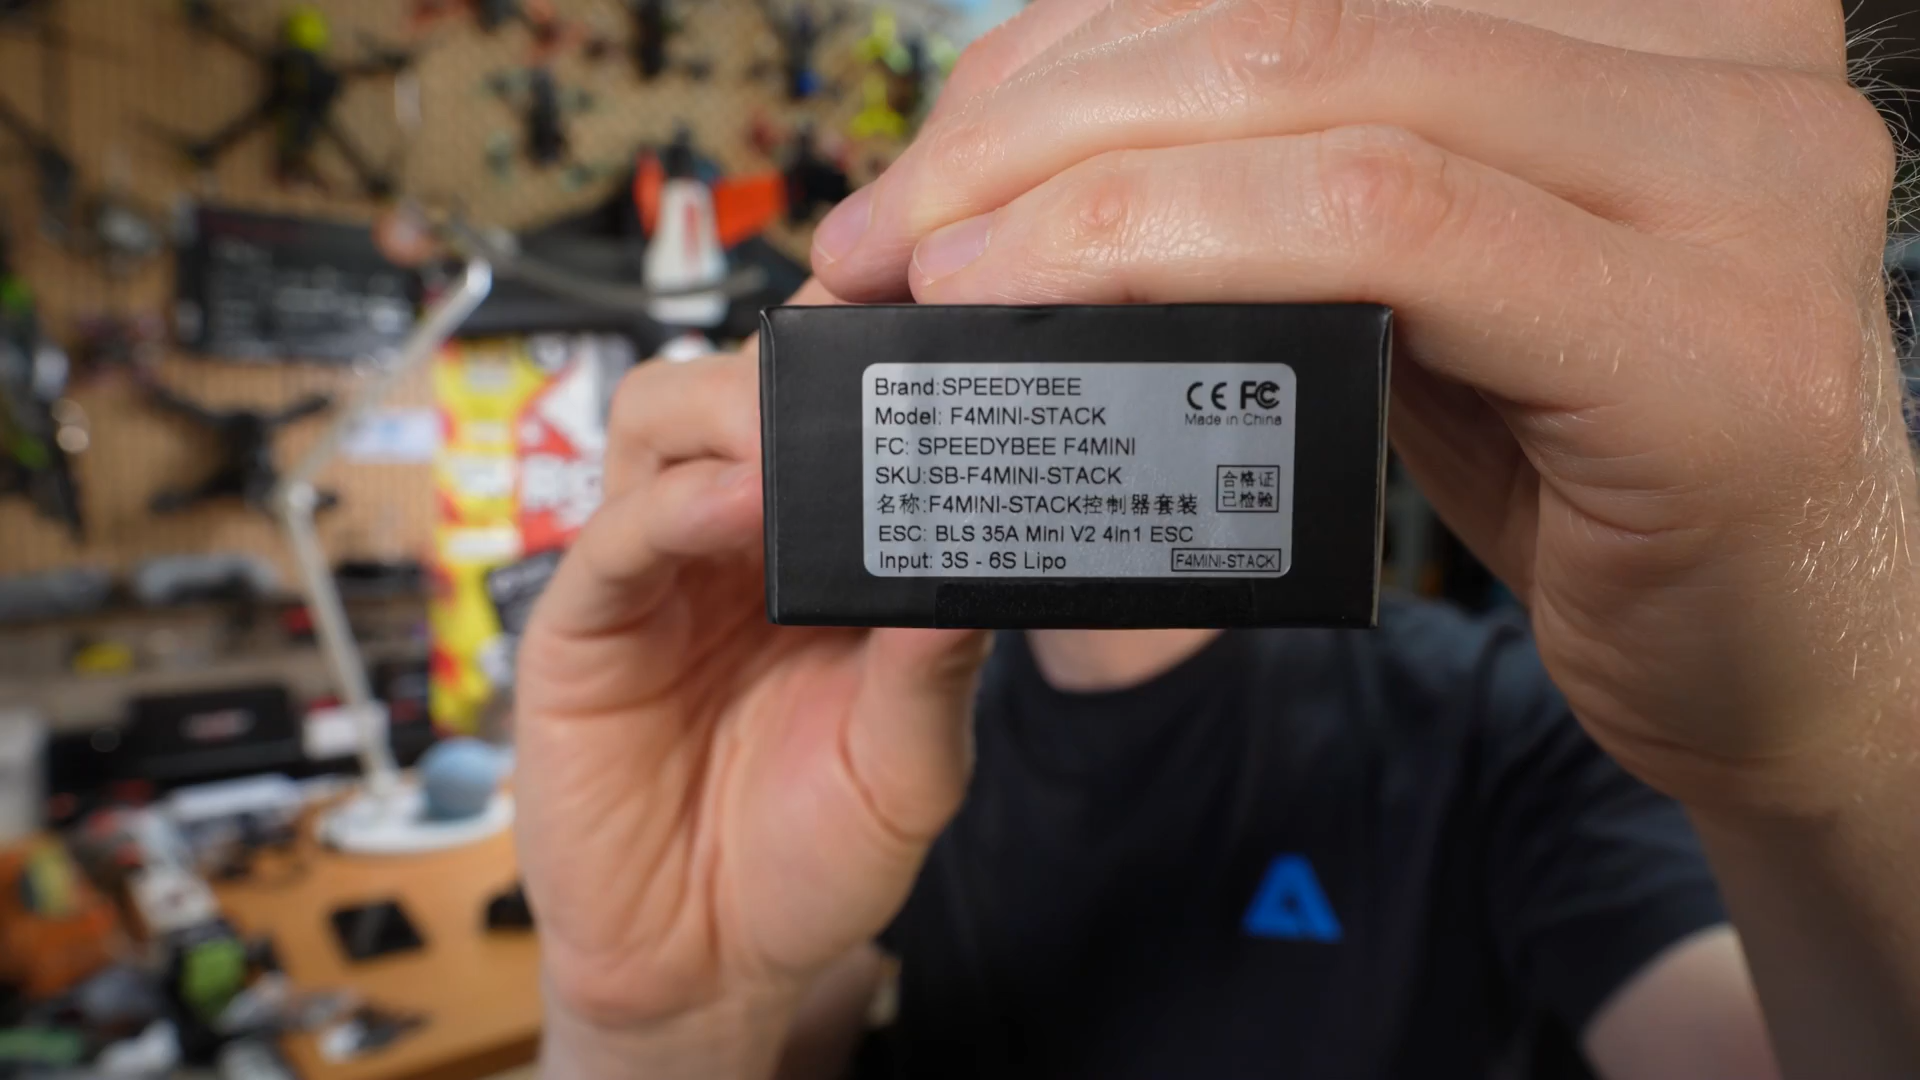 Brand:SPEEDYBEE
Model: F4MINI-STACK
FC: SPEEDYBEE F4MINI
SKU:SB-F4MINI-STACK
名称:F4MINI-STACK控制器套装
ESC: BLS 35A Mini V2 4in1 ESC
Input: 3S - 6S Lipo
CE FC
Made in China
合格证
已检验
F4MINI-STACK